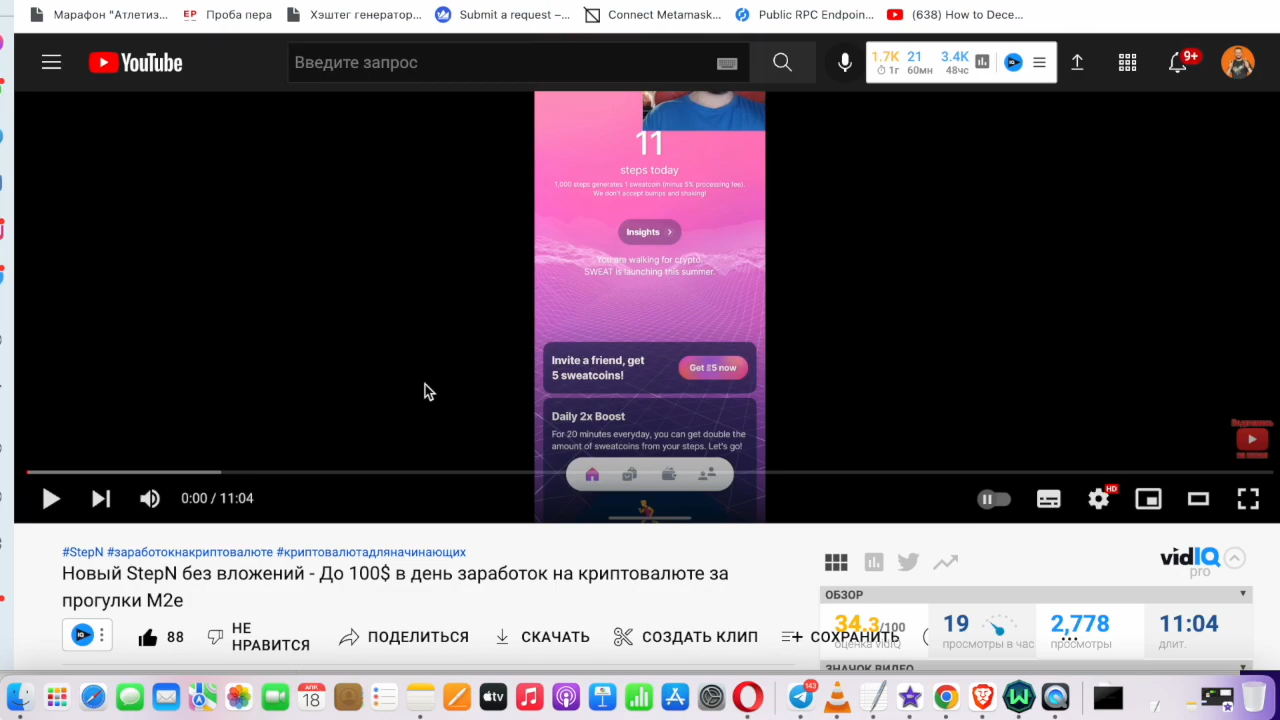 Марафон "Атлетиз...
EP Проба пера
Хэштег генератор...
Submit a request –...
Connect Metamask...
Public RPC Endpoin...
(638) How to Dece...
YouTube
Введите запрос
1.7K 21 3.4K
1г 60мн 48чс
9+
11
steps today
1,000 steps generates 1 sweatcoin (minus 5% processing fee).
We don't accept bumps and shaking!
Insights
You are walking for crypto.
SWEAT is launching this summer.
Invite a friend, get
5 sweatcoins!
Get 5 now
Daily 2x Boost
For 20 minutes everyday, you can get double the
amount of sweatcoins from your steps. Let's go!
0:00 / 11:04
HD
#StepN #заработокнакриптовалюте #криптовалютадляначинающих
Новый StepN без вложений - До 100$ в день заработок на криптовалюте за
прогулки M2e
88
НЕ
НРАВИТСЯ
ПОДЕЛИТЬСЯ
СКАЧАТЬ
СОЗДАТЬ КЛИП
СОХРАНИТЬ
vidIQ
pro
ОБЗОР
34.3/100
оценка vidIQ
19
просмотры в час
2,778
просмотры
11:04
длит.
ЗНАЧОК ВИДЕО
АПК
18
tv
143